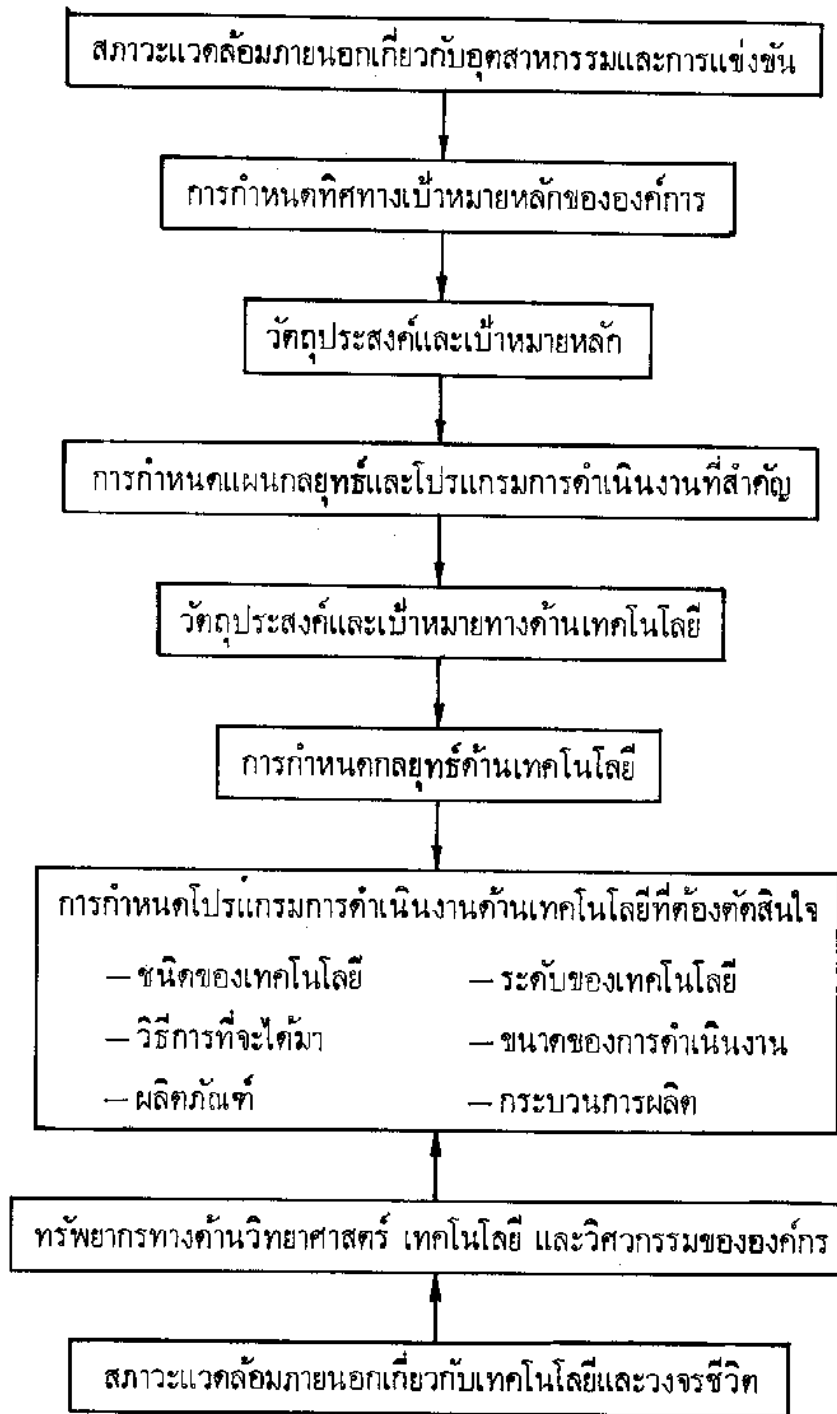 สภาวะแวดล้อมภายนอกเกี่ยวกับอุตสาหกรรมและการแข่งขัน
การกำหนดทิศทางเป้าหมายหลักขององค์การ
วัตถุประสงค์และเป้าหมายหลัก
การกำหนดแผนกลยุทธ์และโปรแกรมการดำเนินงานที่สำคัญ
วัตถุประสงค์และเป้าหมายทางด้านเทคโนโลยี
การกำหนดกลยุทธ์ด้านเทคโนโลยี
การกำหนดโปรแกรมการดำเนินงานด้านเทคโนโลยีที่ต้องตัดสินใจ
— ชนิดของเทคโนโลยี — ระดับของเทคโนโลยี
— วิธีการที่จะได้มา — ขนาดของการดำเนินงาน
— ผลิตภัณฑ์ — กระบวนการผลิต
ทรัพยากรทางด้านวิทยาศาสตร์ เทคโนโลยี และวิศวกรรมขององค์กร
สภาวะแวดล้อมภายนอกเกี่ยวกับเทคโนโลยีและวงจรชีวิต